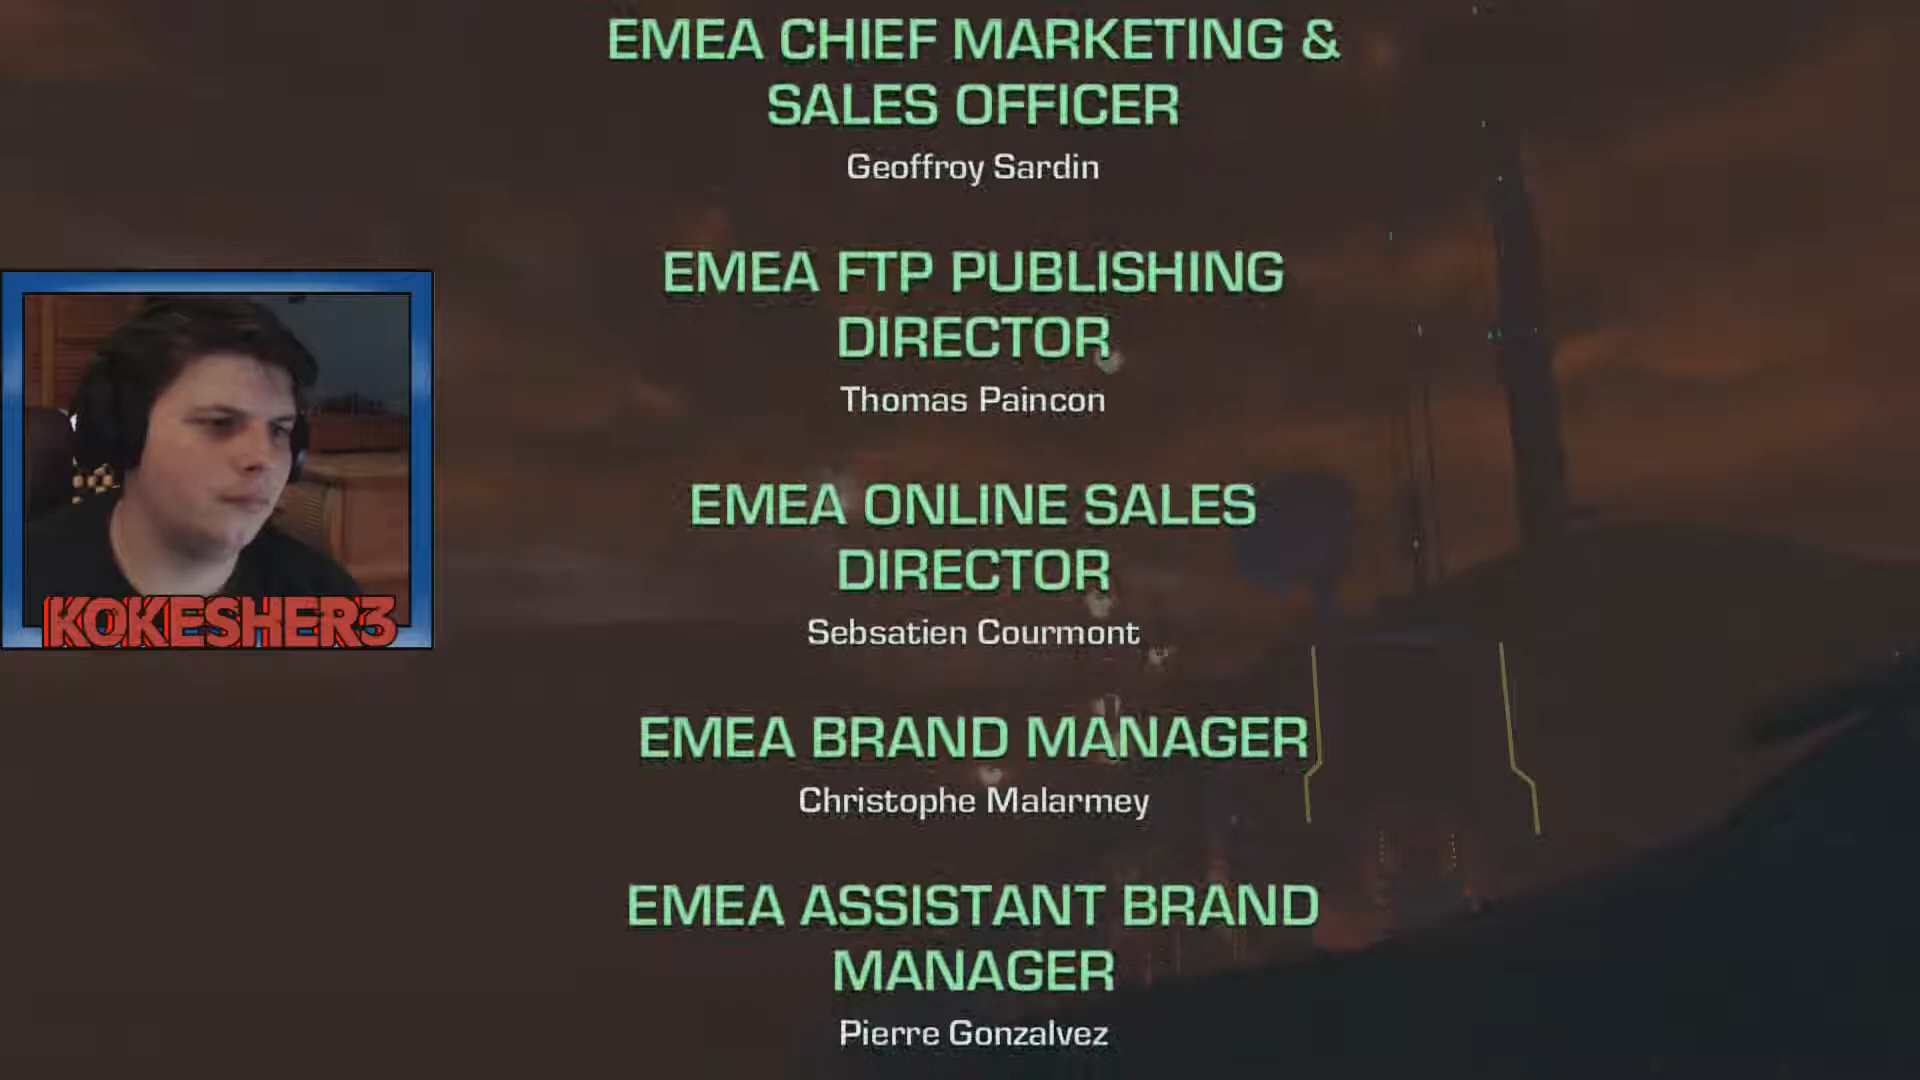 EMEA CHIEF MARKETING &
SALES OFFICER
Geoffroy Sardin
EMEA FTP PUBLISHING
DIRECTOR
Thomas Paincon
EMEA ONLINE SALES
DIRECTOR
Sebsatien Courmont
EMEA BRAND MANAGER
Christophe Malarmey
EMEA ASSISTANT BRAND
MANAGER
Pierre Gonzalvez
KOKESHER3